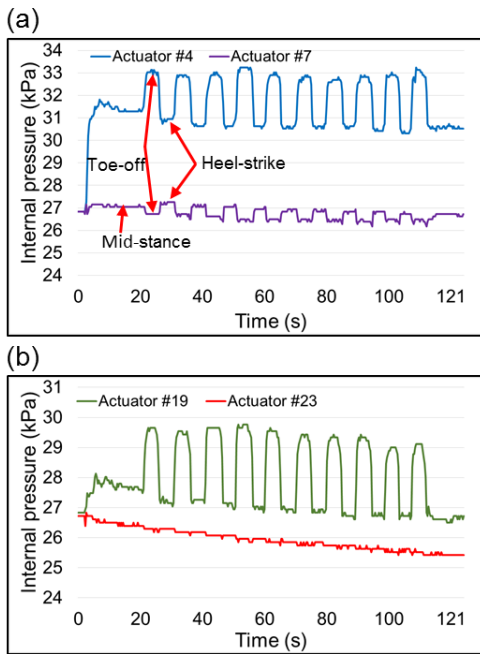 (a)
Actuator #4 Actuator #7
34
33
32
31
30
29
28
27
26
25
24
Internal pressure (kPa)
Toe-off
Heel-strike
Mid-stance
0 20 40 60 80 100 121
Time (s)
(b)
Actuator #19 Actuator #23
31
30
29
28
27
26
25
24
Internal pressure (kPa)
0 20 40 60 80 100 121
Time (s)